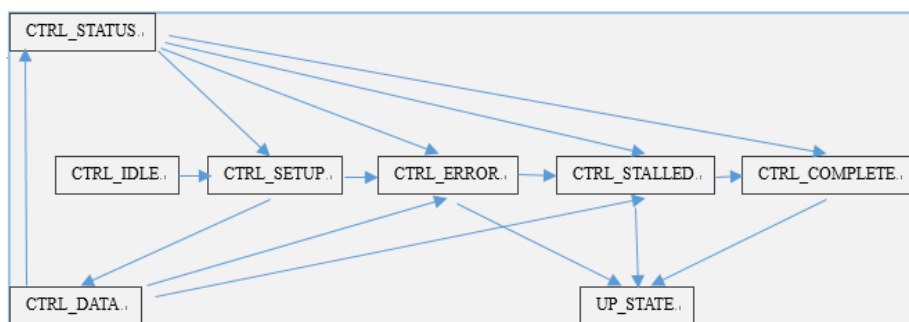 CTRL_STATUS
CTRL_IDLE
CTRL_SETUP
CTRL_ERROR
CTRL_STALLED
CTRL_COMPLETE
CTRL_DATA
UP_STATE